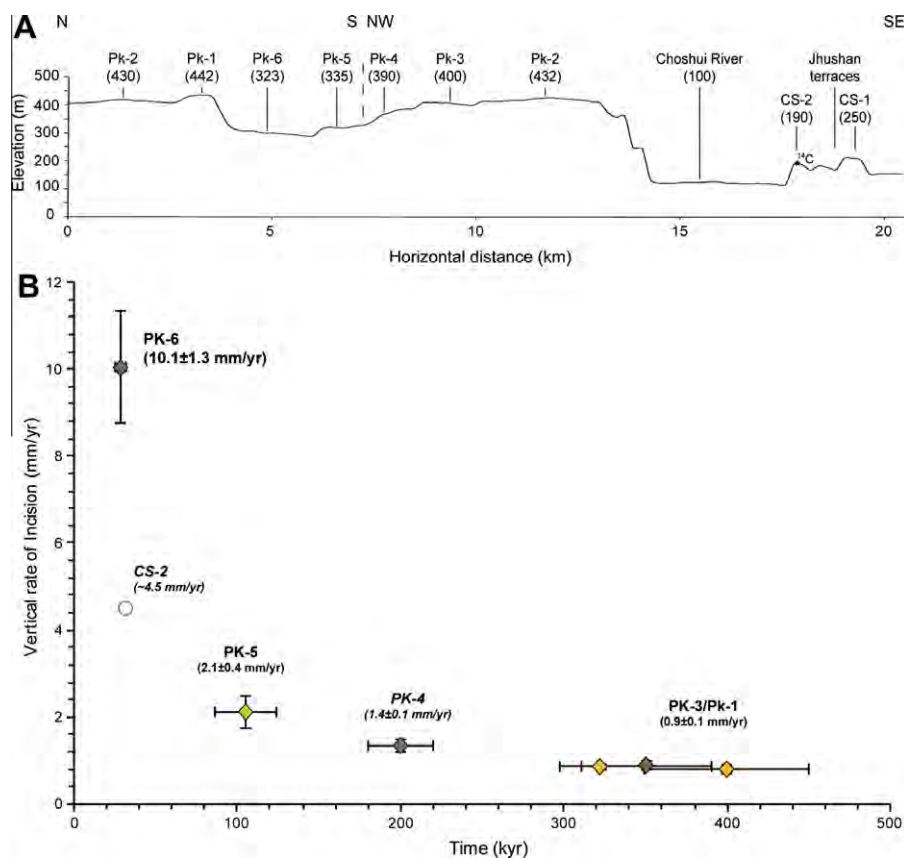 A
N
S NW
SE
Pk-2 Pk-1 Pk-6 Pk-5 Pk-4 Pk-3 Pk-2 Choshui River Jhushan
(430) (442) (323) (335) (390) (400) (432) (100) terraces
CS-2 CS-1
(190) (250)
14C
Elevation (m)
500
400
300
200
100
0
0 5 10 15 20
Horizontal distance (km)
B
Vertical rate of Incision (mm/yr)
12
10
8
6
4
2
0
PK-6
(10.1±1.3 mm/yr)
CS-2
(~4.5 mm/yr)
PK-5
(2.1±0.4 mm/yr)
PK-4
(1.4±0.1 mm/yr)
PK-3/Pk-1
(0.9±0.1 mm/yr)
0 100 200 300 400 500
Time (kyr)